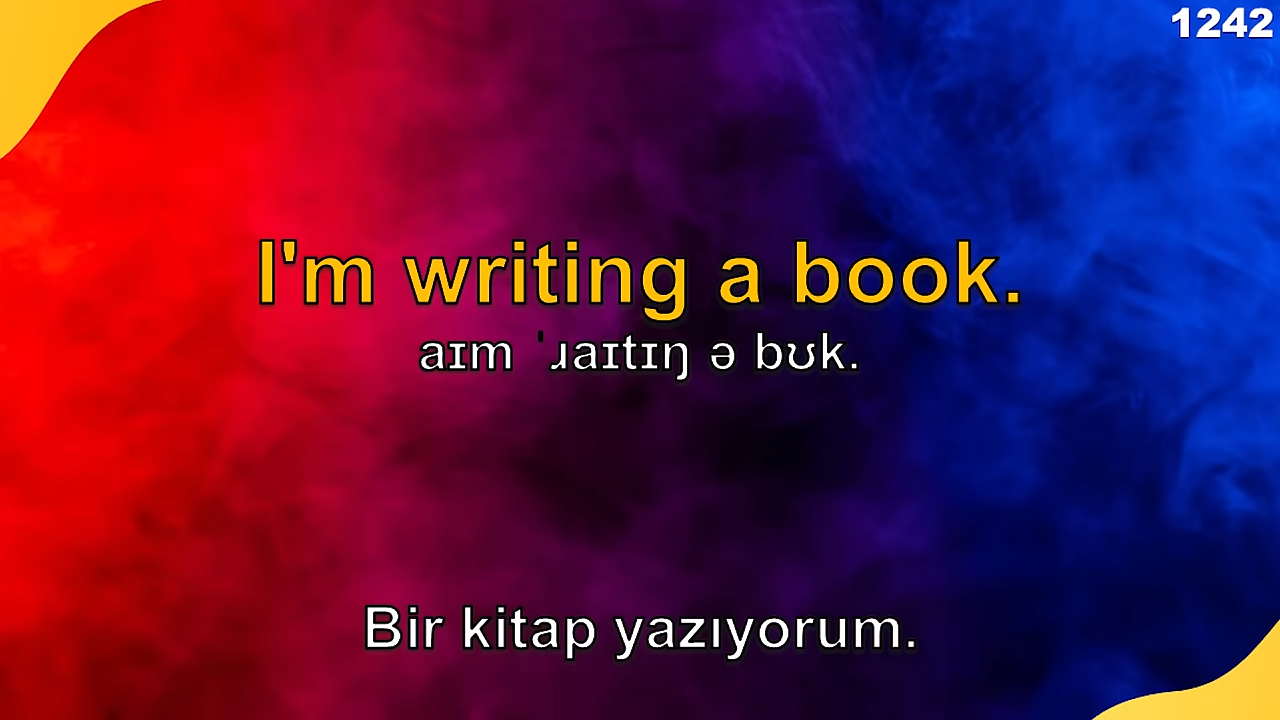 1242
I'm writing a book.
aɪm ˈɹaɪtɪŋ ə bʊk.
Bir kitap yazıyorum.